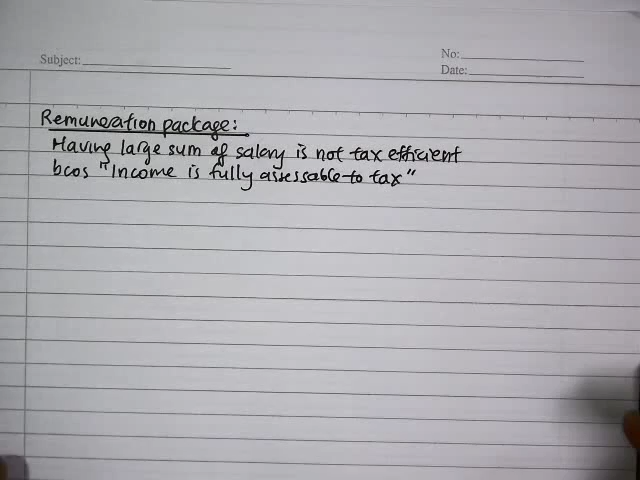 Subject:
No:
Date:
Remuneration package:
Having large sum of salary is not tax efficient
bcos "Income is fully assessable to tax"